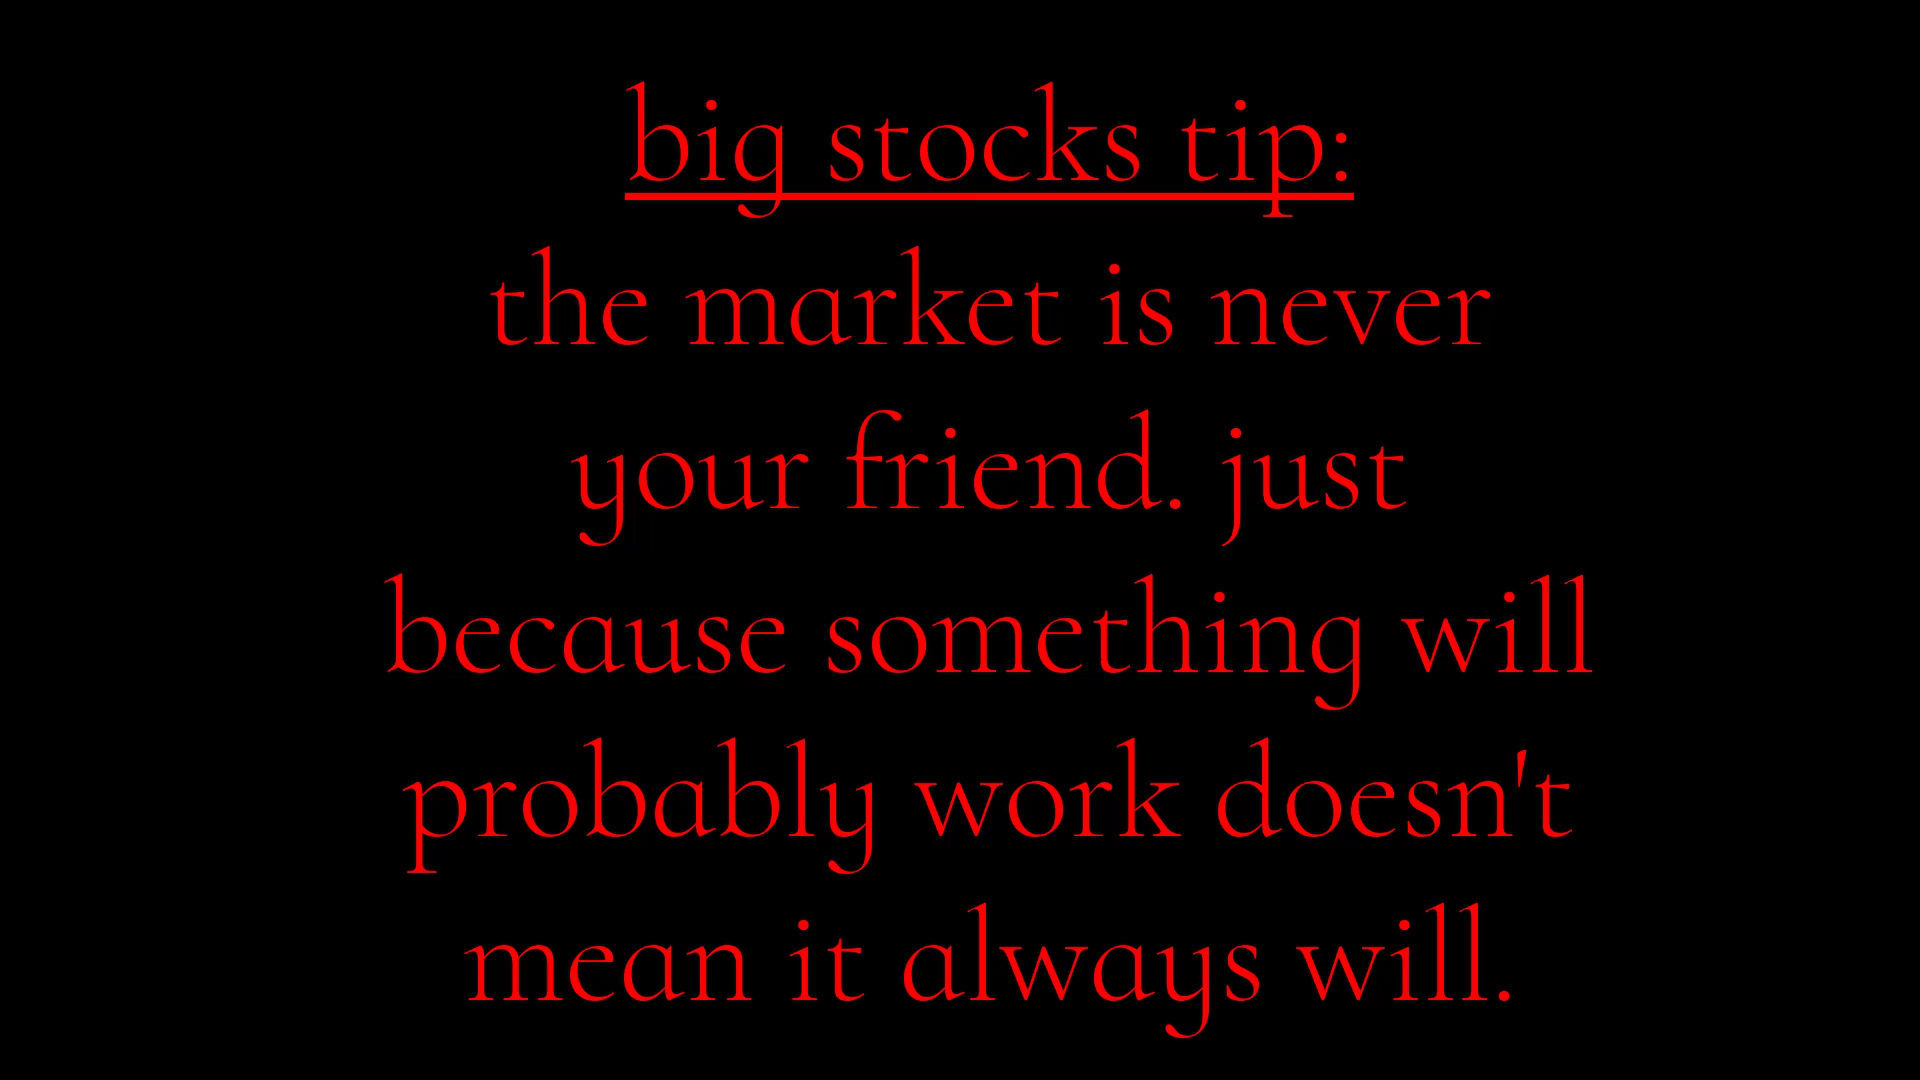 big stocks tip:
the market is never
your friend. just
because something will
probably work doesn't
mean it always will.